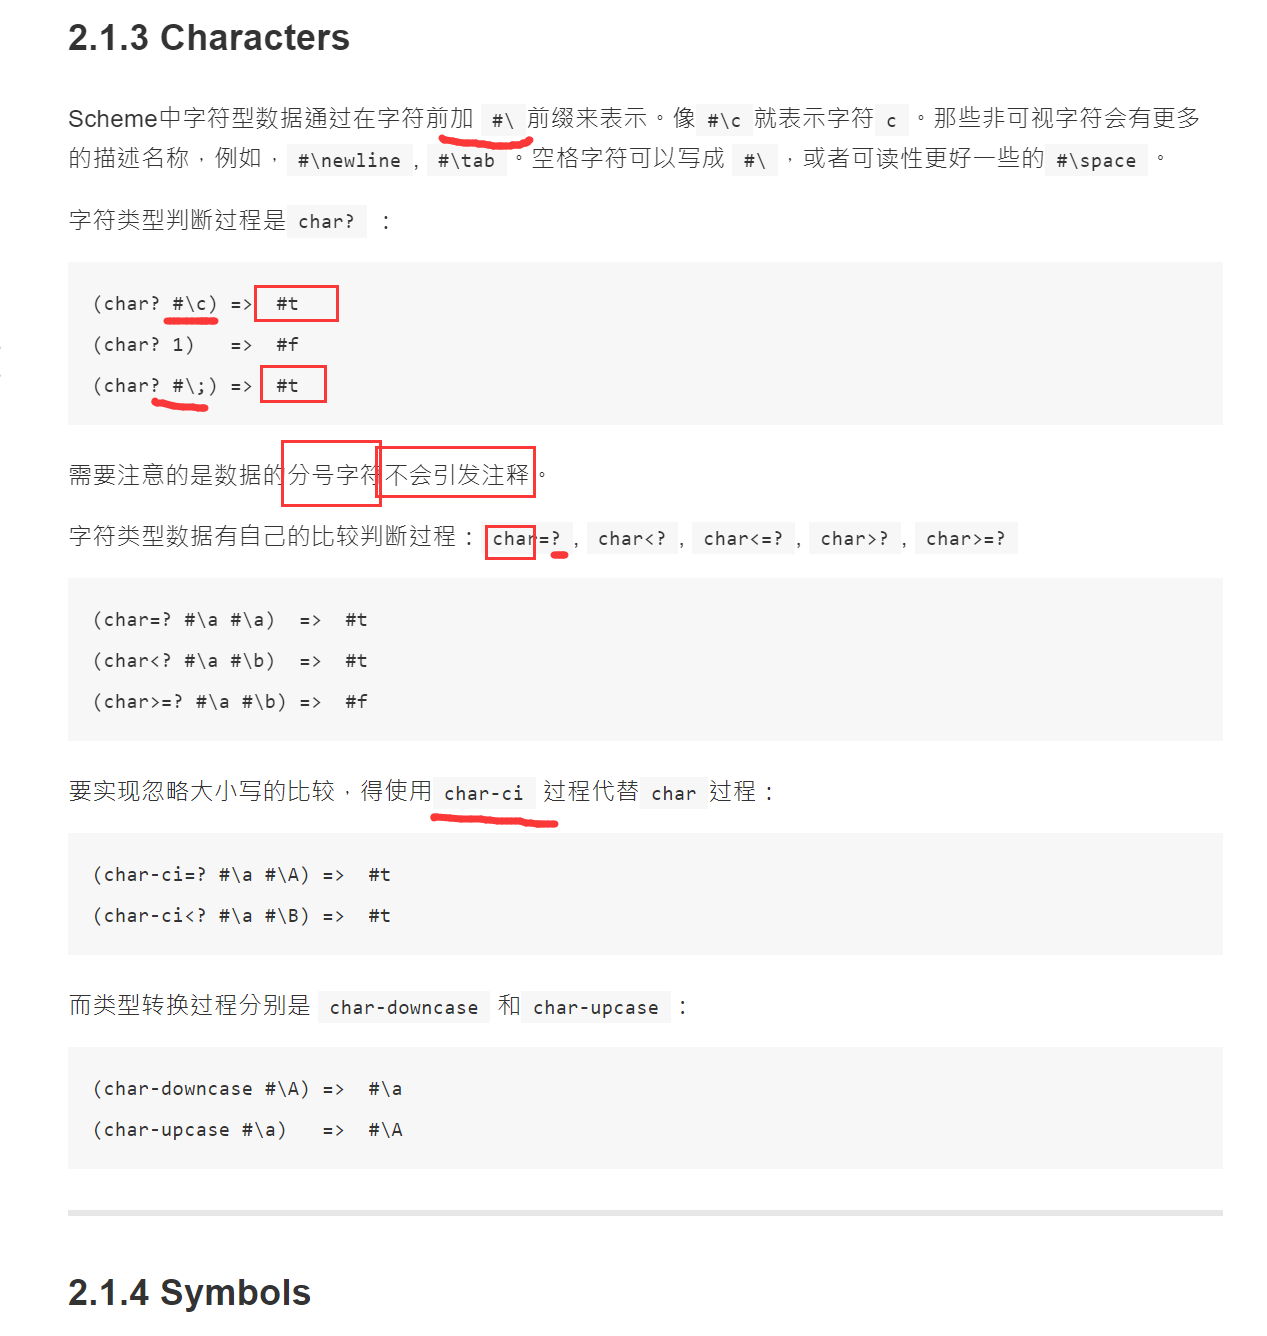 2.1.3 Characters
Scheme中字符型数据通过在字符前加 #\ 前缀来表示。像 #\c 就表示字符 c 。那些非可视字符会有更多
的描述名称，例如， #\newline , #\tab 。空格字符可以写成 #\ ，或者可读性更好一些的 #\space 。
字符类型判断过程是 char? ：
(char? #\c) =>  #t
(char? 1)   =>  #f
(char? #\;) =>  #t
需要注意的是数据的分号字符不会引发注释。
字符类型数据有自己的比较判断过程： char=? , char<? , char<=? , char>? , char>=?
(char=? #\a #\a)  =>  #t
(char<? #\a #\b)  =>  #t
(char>=? #\a #\b) =>  #f
要实现忽略大小写的比较，得使用 char-ci 过程代替 char 过程：
(char-ci=? #\a #\A) =>  #t
(char-ci<? #\a #\B) =>  #t
而类型转换过程分别是 char-downcase 和 char-upcase ：
(char-downcase #\A) =>  #\a
(char-upcase #\a)   =>  #\A
2.1.4 Symbols